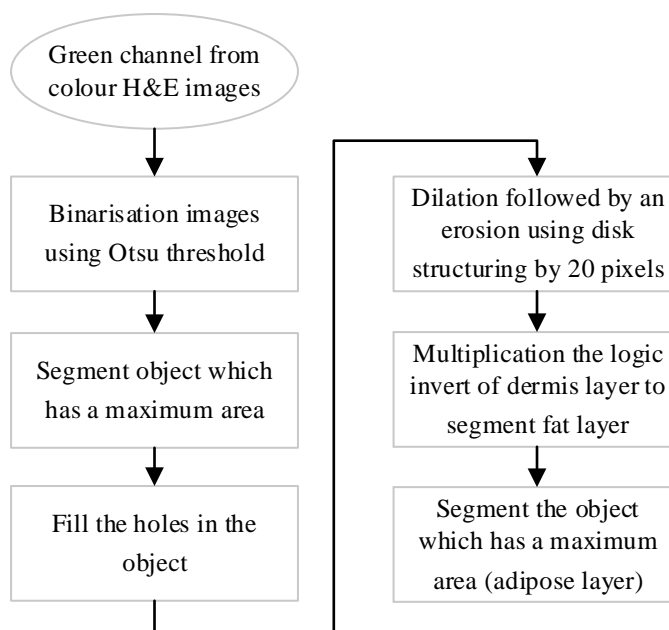 Green channel from
colour H&E images
Binarisation images
using Otsu threshold
Segment object which
has a maximum area
Fill the holes in the
object
Dilation followed by an
erosion using disk
structuring by 20 pixels
Multiplication the logic
invert of dermis layer to
segment fat layer
Segment the object
which has a maximum
area (adipose layer)